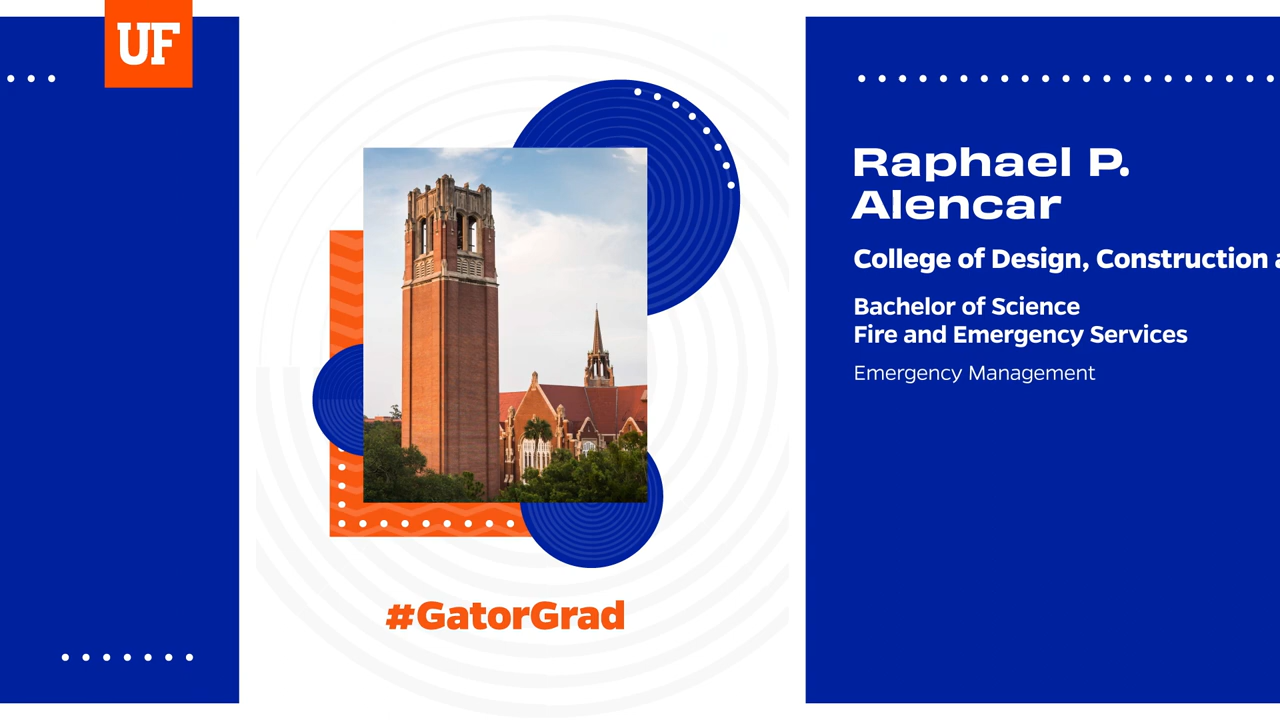 UF
Raphael P.
Alencar
College of Design, Construction
Bachelor of Science
Fire and Emergency Services
Emergency Management
#GatorGrad